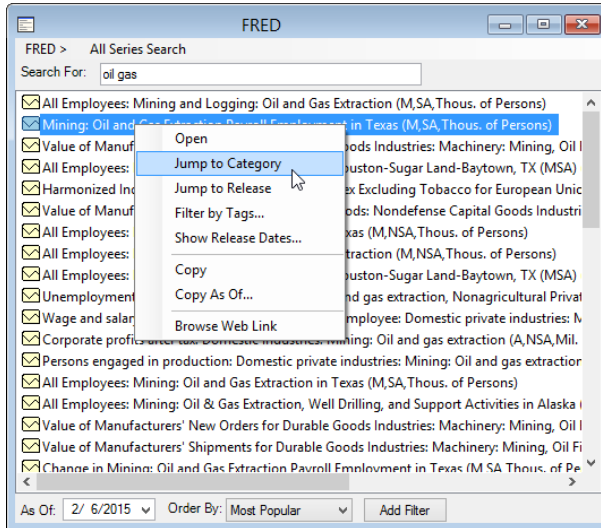 FRED
FRED > All Series Search
Search For: oil gas
All Employees: Mining and Logging: Oil and Gas Extraction (M,SA,Thous. of Persons)
Mining: Oil and Gas Extraction Payroll Employment in Texas (M,SA,Thous. of Persons)
Value of Manuf oods Industries: Machinery: Mining, Oil
All Employees: ouston-Sugar Land-Baytown, TX (MSA)
Harmonized In ex Excluding Tobacco for European Unic
Value of Manuf ods: Nondefense Capital Goods Industri
All Employees: xas (M,NSA,Thous. of Persons)
All Employees: traction (M,NSA,Thous. of Persons)
All Employees: ouston-Sugar Land-Baytown, TX (MSA)
Unemployment nd gas extraction, Nonagricultural Privat
Wage and salar mployee: Domestic private industries: M
Corporate profits after tax: Domestic industries: Mining: Oil and gas extraction (A,NSA,Mil.
Persons engaged in production: Domestic private industries: Mining: Oil and gas extraction
All Employees: Mining: Oil and Gas Extraction in Texas (M,SA,Thous. of Persons)
All Employees: Mining: Oil & Gas Extraction, Well Drilling, and Support Activities in Alaska (
Value of Manufacturers' New Orders for Durable Goods Industries: Machinery: Mining, Oil
Value of Manufacturers' Shipments for Durable Goods Industries: Machinery: Mining, Oil Fi
Change in Mining: Oil and Gas Extraction Payroll Employment in Texas (M,SA,Thous. of Pe
Open
Jump to Category
Jump to Release
Filter by Tags...
Show Release Dates...
Copy
Copy As Of...
Browse Web Link
As Of: 2/ 6/2015 Order By: Most Popular Add Filter